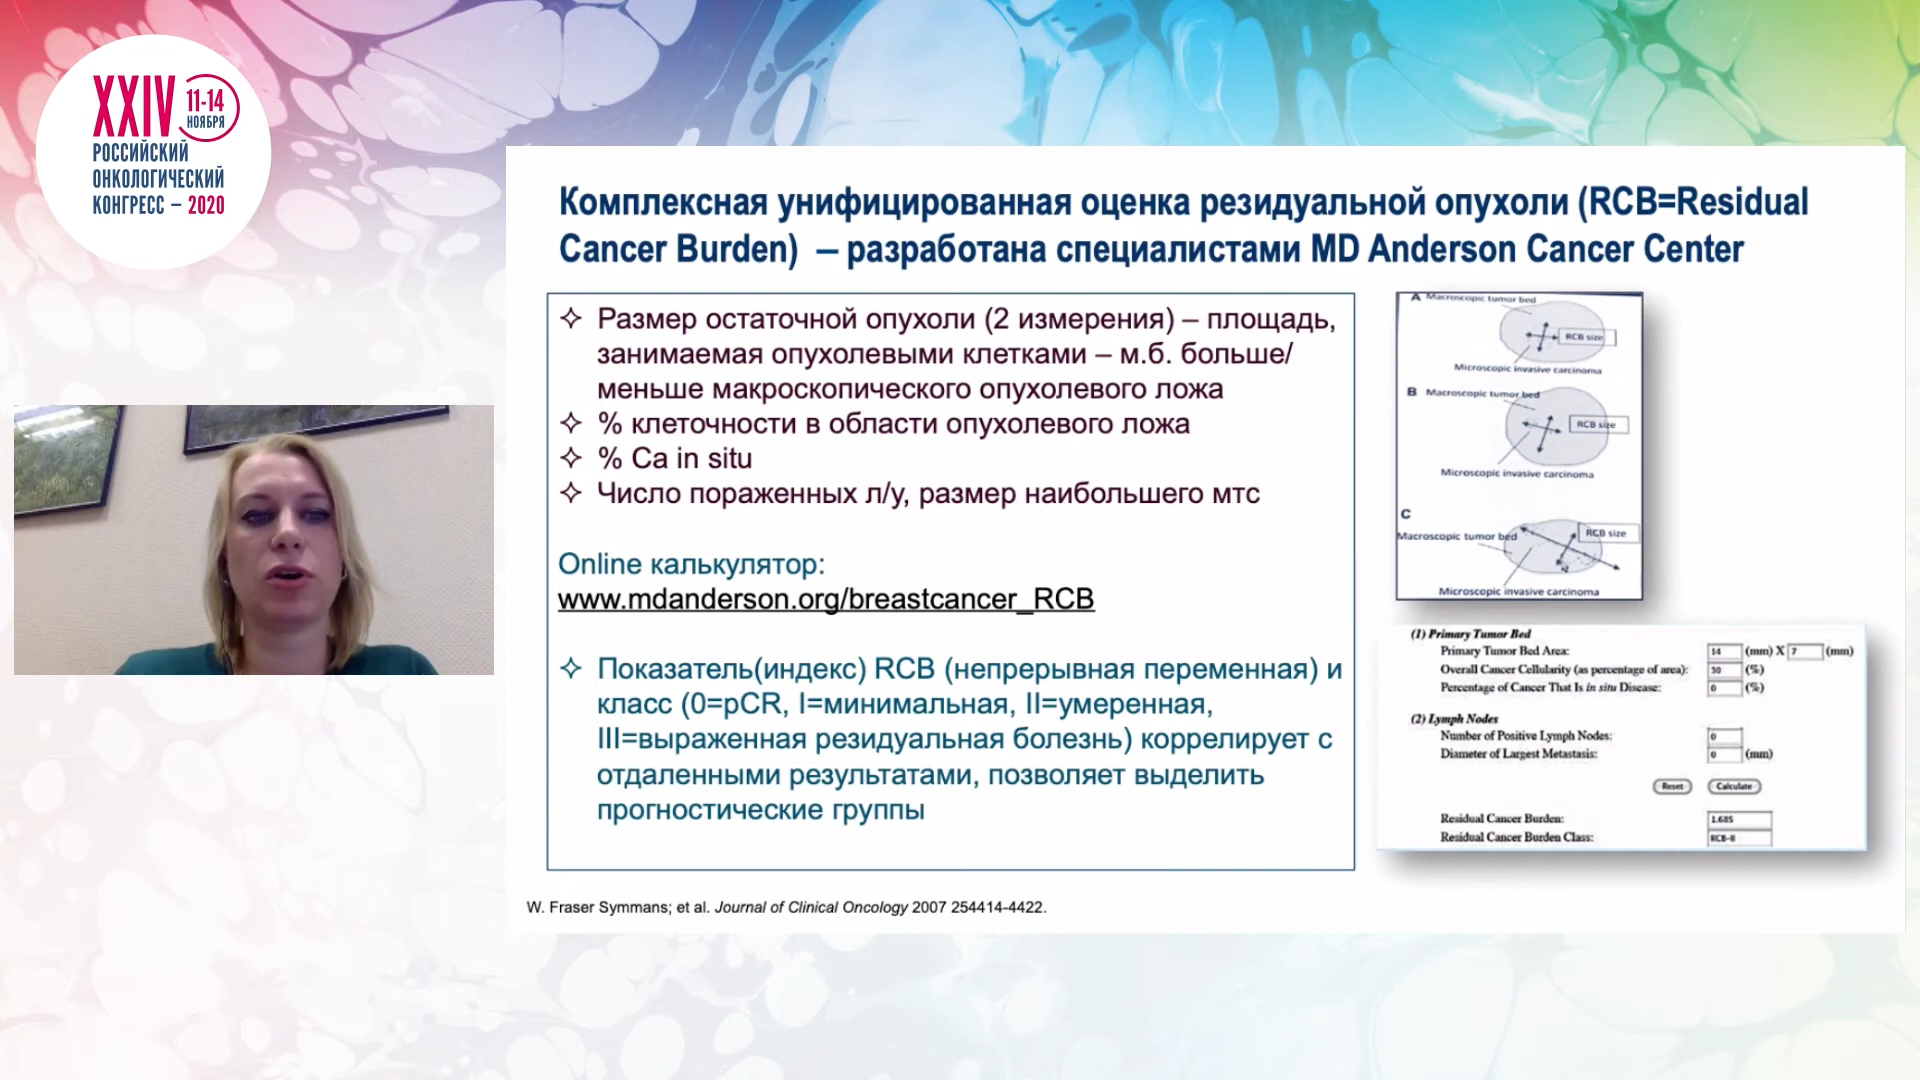 XXIV
11-14
НОЯБРЯ
РОССИЙСКИЙ
ОНКОЛОГИЧЕСКИЙ
КОНГРЕСС – 2020
Комплексная унифицированная оценка резидуальной опухоли (RCB=Residual
Cancer Burden) – разработана специалистами MD Anderson Cancer Center
✧ Размер остаточной опухоли (2 измерения) – площадь,
занимаемая опухолевыми клетками – м.б. больше/
меньше макроскопического опухолевого ложа
✧ % клеточности в области опухолевого ложа
✧ % Ca in situ
✧ Число пораженных л/у, размер наибольшего мтс
Online калькулятор:
www.mdanderson.org/breastcancer_RCB
✧ Показатель(индекс) RCB (непрерывная переменная) и
класс (0=pCR, I=минимальная, II=умеренная,
III=выраженная резидуальная болезнь) коррелирует с
отдаленными результатами, позволяет выделить
прогностические группы
W. Fraser Symmans; et al. Journal of Clinical Oncology 2007 254414-4422.
A Macroscopic tumor bed
RCB size
Microscopic invasive carcinoma
B Macroscopic tumor bed
RCB size
Microscopic invasive carcinoma
C
Macroscopic tumor bed
RCB size
Microscopic invasive carcinoma
(1) Primary Tumor Bed
Primary Tumor Bed Area: 14 (mm) X 7 (mm)
Overall Cancer Cellularity (as percentage of area): 30 (%)
Percentage of Cancer That Is in situ Disease: 0 (%)
(2) Lymph Nodes
Number of Positive Lymph Nodes: 0
Diameter of Largest Metastasis: 0 (mm)
Reset Calculate
Residual Cancer Burden: 1.685
Residual Cancer Burden Class: RCB-II